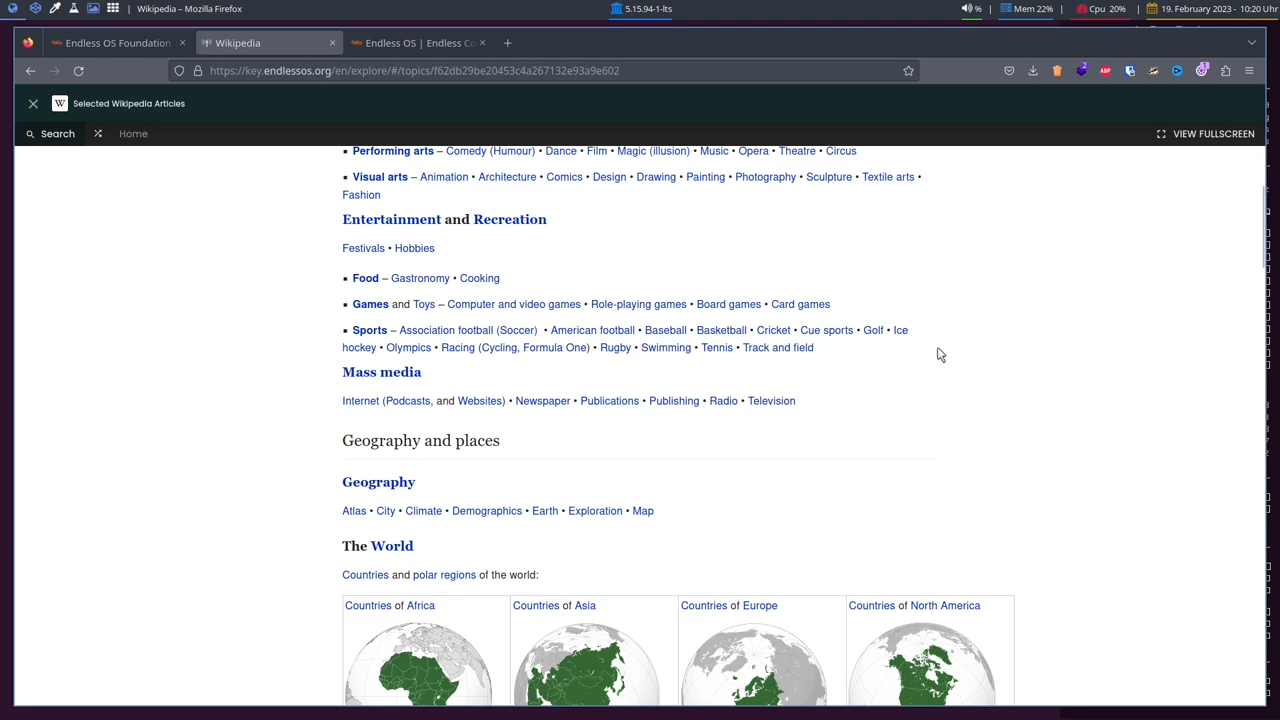 Wikipedia – Mozilla Firefox
5.15.94-1-lts
%
Mem 22%
Cpu 20%
19. February 2023 - 10:20 Uhr
Endless OS Foundation
Wikipedia
Endless OS | Endless Co
https://key.endlessos.org/en/explore/#/topics/f62db29be20453c4a267132e93a9e602
2
ABP
1
W
Selected Wikipedia Articles
Search
Home
VIEW FULLSCREEN
▪ Performing arts – Comedy (Humour) • Dance • Film • Magic (illusion) • Music • Opera • Theatre • Circus
▪ Visual arts – Animation • Architecture • Comics • Design • Drawing • Painting • Photography • Sculpture • Textile arts •
Fashion
Entertainment and Recreation
Festivals • Hobbies
▪ Food – Gastronomy • Cooking
▪ Games and Toys – Computer and video games • Role-playing games • Board games • Card games
▪ Sports – Association football (Soccer) • American football • Baseball • Basketball • Cricket • Cue sports • Golf • Ice
hockey • Olympics • Racing (Cycling, Formula One) • Rugby • Swimming • Tennis • Track and field
Mass media
Internet (Podcasts, and Websites) • Newspaper • Publications • Publishing • Radio • Television
Geography and places
Geography
Atlas • City • Climate • Demographics • Earth • Exploration • Map
The World
Countries and polar regions of the world:
Countries of Africa
Countries of Asia
Countries of Europe
Countries of North America